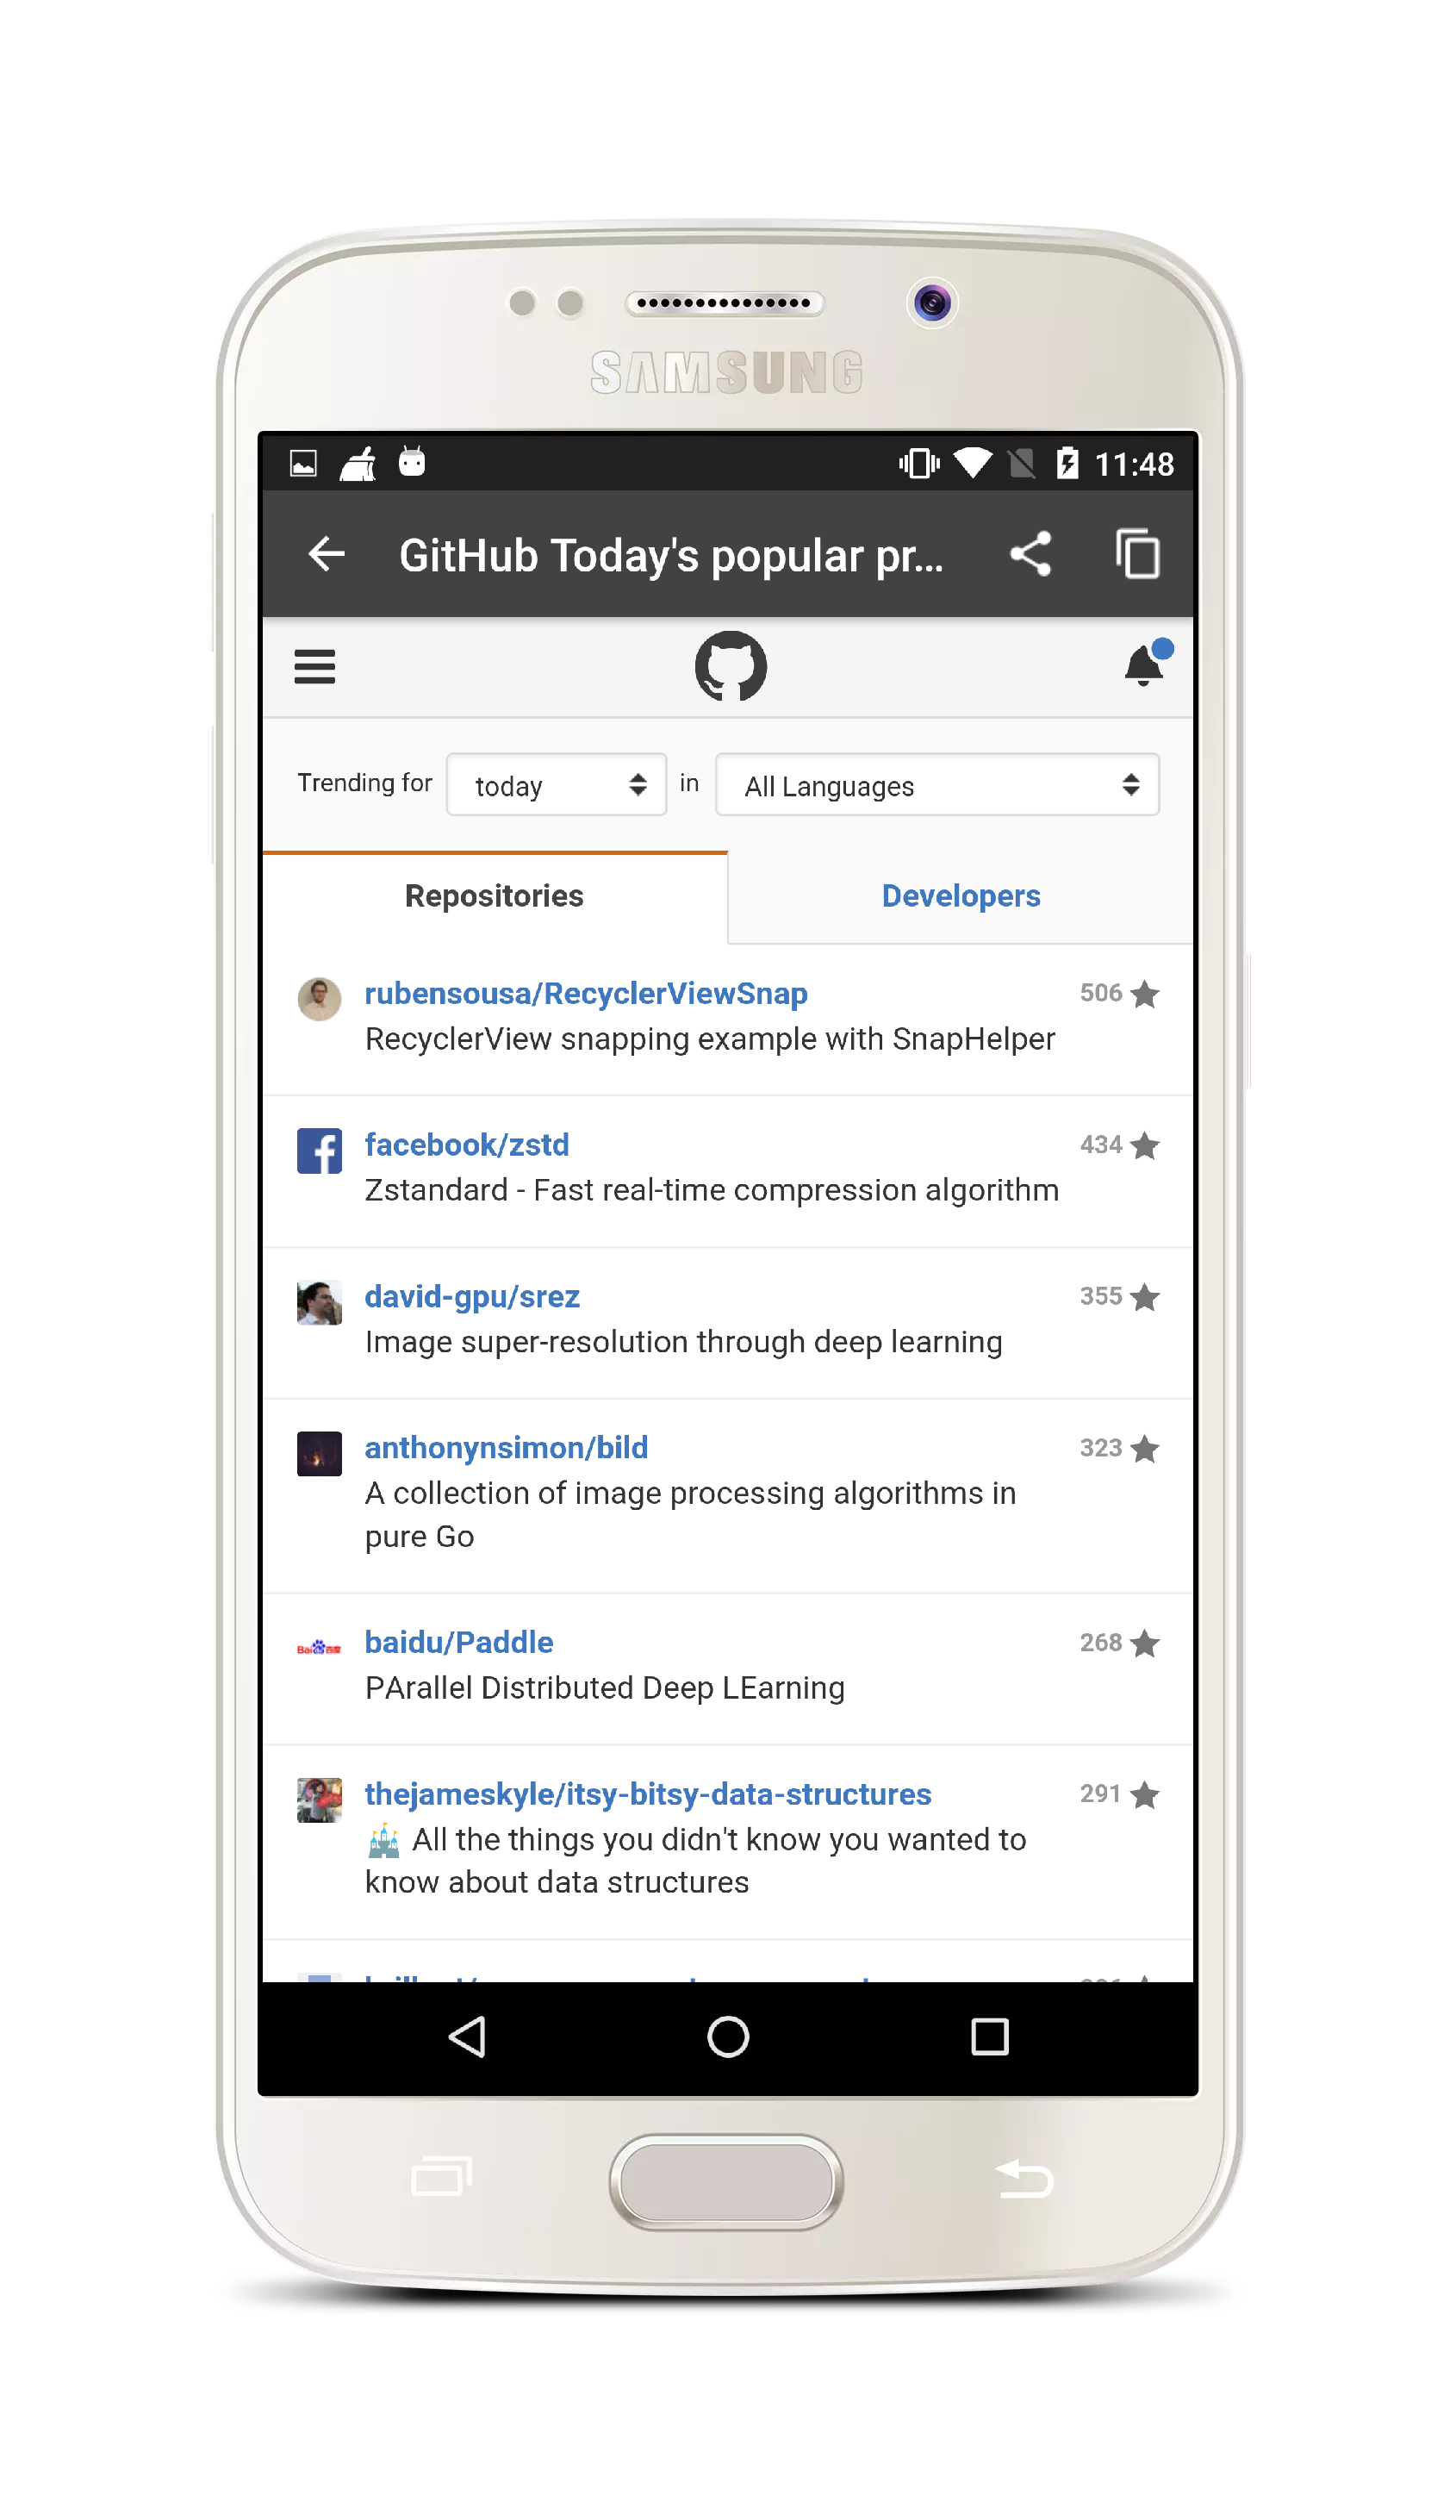 SAMSUNG
11:48
GitHub Today's popular pr...
Trending for today in All Languages
Repositories Developers
rubensousa/RecyclerViewSnap 506
RecyclerView snapping example with SnapHelper
facebook/zstd 434
Zstandard - Fast real-time compression algorithm
david-gpu/srez 355
Image super-resolution through deep learning
anthonynsimon/bild 323
A collection of image processing algorithms in
pure Go
Bai 百度 baidu/Paddle 268
PArallel Distributed Deep LEarning
thejameskyle/itsy-bitsy-data-structures 291
🏰 All the things you didn't know you wanted to
know about data structures